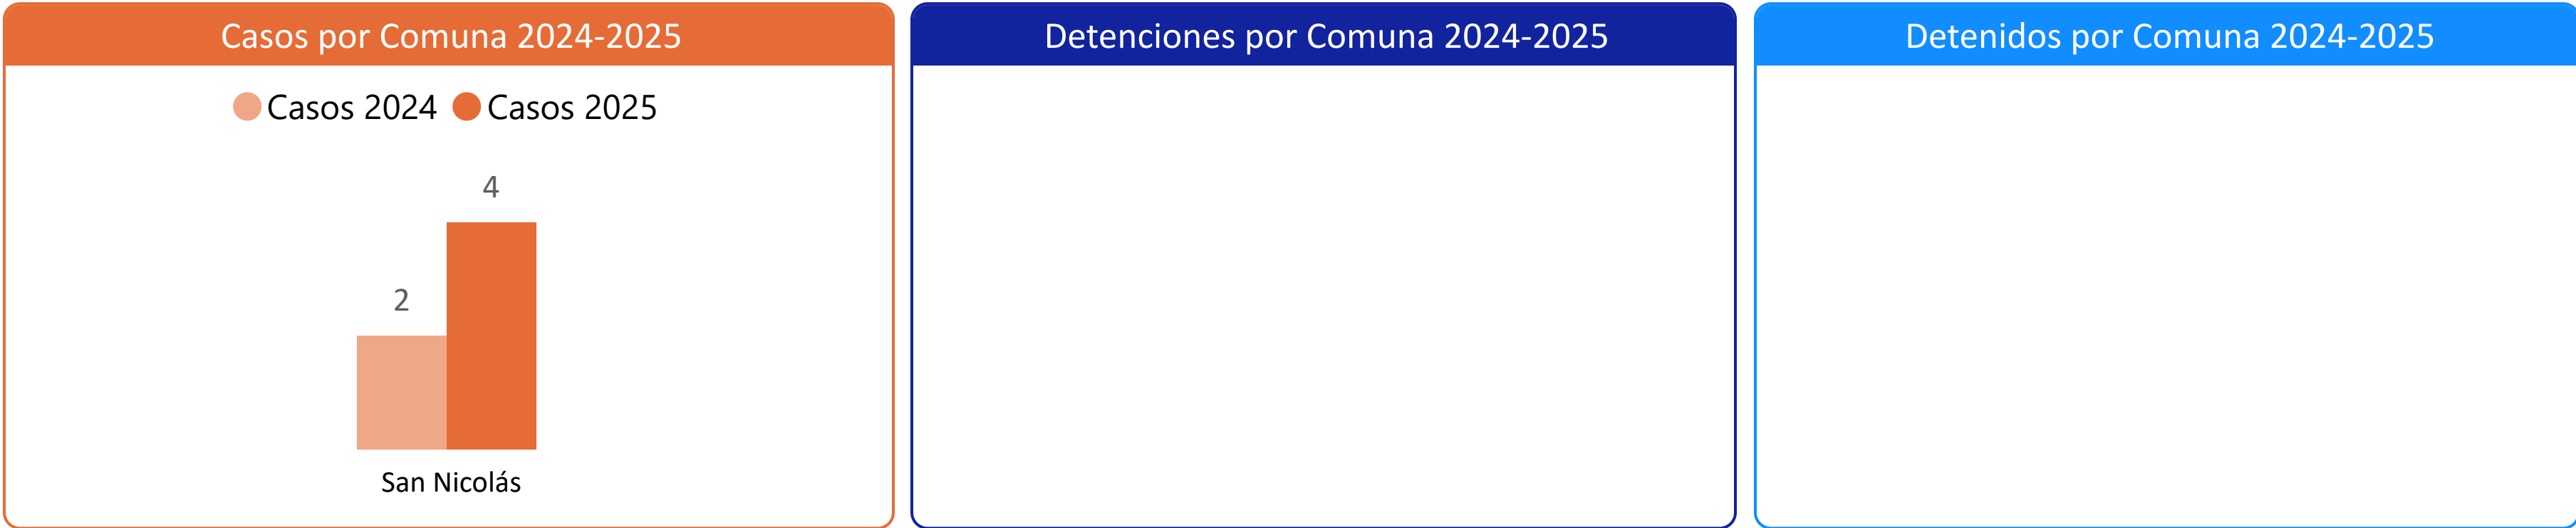 Casos por Comuna 2024-2025
Casos 2024 Casos 2025
4
2
San Nicolás
Detenciones por Comuna 2024-2025
Detenidos por Comuna 2024-2025